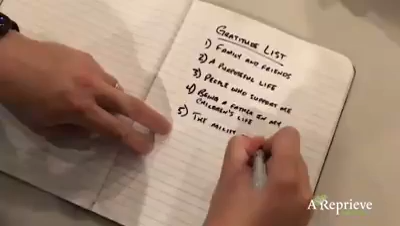 GRATITUDE LIST
1) FAMILY AND FRIENDS
2) A PURPOSEFUL LIFE
3) PEOPLE WHO SUPPORT ME
4) BEING A FATHER IN MY
CHILDREN'S LIFE
5) THE ABILITY
A Reprieve